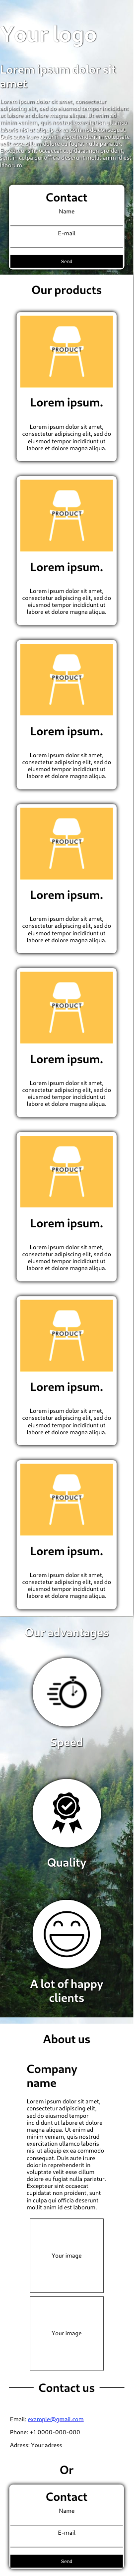 Your logo
Lorem ipsum dolor sit
amet
Lorem ipsum dolor sit amet, consectetur
adipiscing elit, sed do eiusmod tempor incididunt
ut labore et dolore magna aliqua. Ut enim ad
minim veniam, quis nostrud exercitation ullamco
laboris nisi ut aliquip ex ea commodo consequat.
Duis aute irure dolor in reprehenderit in voluptate
velit esse cillum dolore eu fugiat nulla pariatur.
Excepteur sint occaecat cupidatat non proident,
sunt in culpa qui officia deserunt mollit anim id est
laborum.
Contact
Name
E-mail
Send
Our products
PRODUCT
Lorem ipsum.
Lorem ipsum dolor sit amet,
consectetur adipiscing elit, sed do
eiusmod tempor incididunt ut
labore et dolore magna aliqua.
PRODUCT
Lorem ipsum.
Lorem ipsum dolor sit amet,
consectetur adipiscing elit, sed do
eiusmod tempor incididunt ut
labore et dolore magna aliqua.
PRODUCT
Lorem ipsum.
Lorem ipsum dolor sit amet,
consectetur adipiscing elit, sed do
eiusmod tempor incididunt ut
labore et dolore magna aliqua.
PRODUCT
Lorem ipsum.
Lorem ipsum dolor sit amet,
consectetur adipiscing elit, sed do
eiusmod tempor incididunt ut
labore et dolore magna aliqua.
PRODUCT
Lorem ipsum.
Lorem ipsum dolor sit amet,
consectetur adipiscing elit, sed do
eiusmod tempor incididunt ut
labore et dolore magna aliqua.
PRODUCT
Lorem ipsum.
Lorem ipsum dolor sit amet,
consectetur adipiscing elit, sed do
eiusmod tempor incididunt ut
labore et dolore magna aliqua.
PRODUCT
Lorem ipsum.
Lorem ipsum dolor sit amet,
consectetur adipiscing elit, sed do
eiusmod tempor incididunt ut
labore et dolore magna aliqua.
PRODUCT
Lorem ipsum.
Lorem ipsum dolor sit amet,
consectetur adipiscing elit, sed do
eiusmod tempor incididunt ut
labore et dolore magna aliqua.
Our advantages
Speed
Quality
A lot of happy
clients
About us
Company
name
Lorem ipsum dolor sit amet,
consectetur adipiscing elit,
sed do eiusmod tempor
incididunt ut labore et dolore
magna aliqua. Ut enim ad
minim veniam, quis nostrud
exercitation ullamco laboris
nisi ut aliquip ex ea commodo
consequat. Duis aute irure
dolor in reprehenderit in
voluptate velit esse cillum
dolore eu fugiat nulla pariatur.
Excepteur sint occaecat
cupidatat non proident, sunt
in culpa qui officia deserunt
mollit anim id est laborum.
Your image
Your image
Contact us
Email: example@gmail.com
Phone: +1 0000-000-000
Adress: Your adress
Or
Contact
Name
E-mail
Send